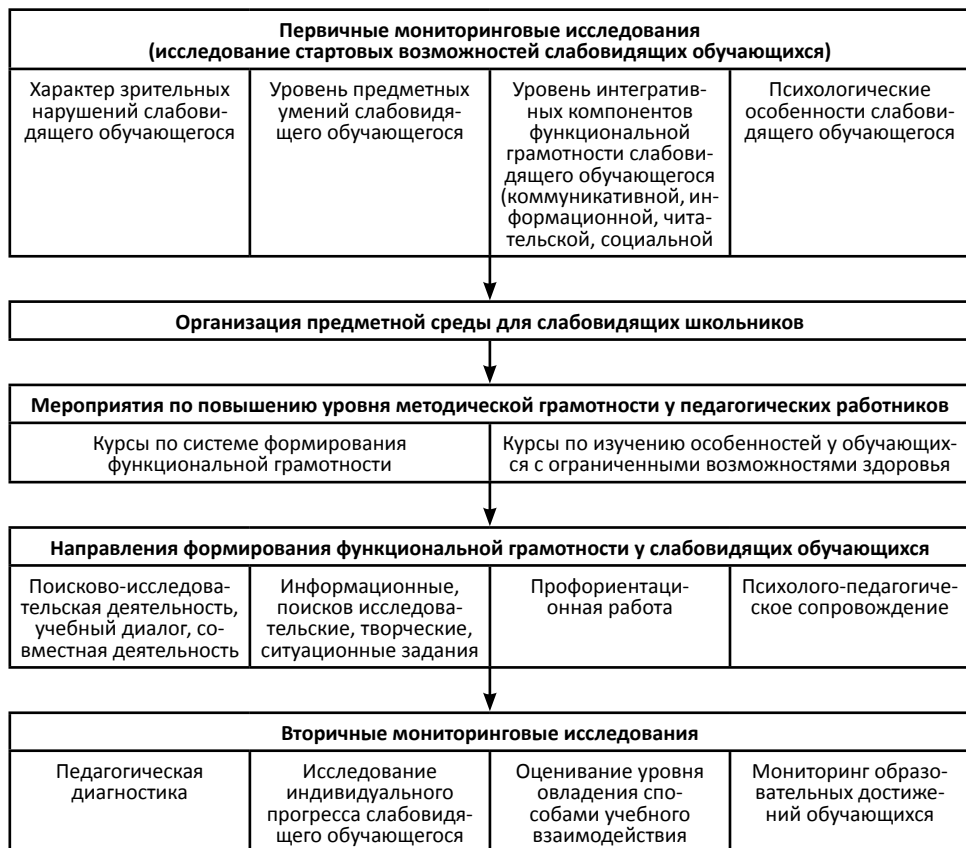 Первичные мониторинговые исследования
(исследование стартовых возможностей слабовидящих обучающихся)
Характер зрительных
нарушений слабови-
дящего обучающегося
Уровень предметных
умений слабовидя-
щего обучающегося
Уровень интегратив-
ных компонентов
функциональной
грамотности слабови-
дящего обучающегося
(коммуникативной, ин-
формационной, чита-
тельской, социальной
Психологические
особенности слабови-
дящего обучающегося
Организация предметной среды для слабовидящих школьников
Мероприятия по повышению уровня методической грамотности у педагогических работников
Курсы по системе формирования
функциональной грамотности
Курсы по изучению особенностей у обучающих-
ся с ограниченными возможностями здоровья
Направления формирования функциональной грамотности у слабовидящих обучающихся
Поисково-исследова-
тельская деятельность,
учебный диалог, со-
вместная деятельность
Информационные,
поисков исследова-
тельские, творческие,
ситуационные задания
Профориентаци-
онная работа
Психолого-педагогиче-
ское сопровождение
Вторичные мониторинговые исследования
Педагогическая
диагностика
Исследование
индивидуального
прогресса слабовидя-
щего обучающегося
Оценивание уровня
овладения спо-
собами учебного
взаимодействия
Мониторинг образо-
вательных достиже-
ний обучающихся